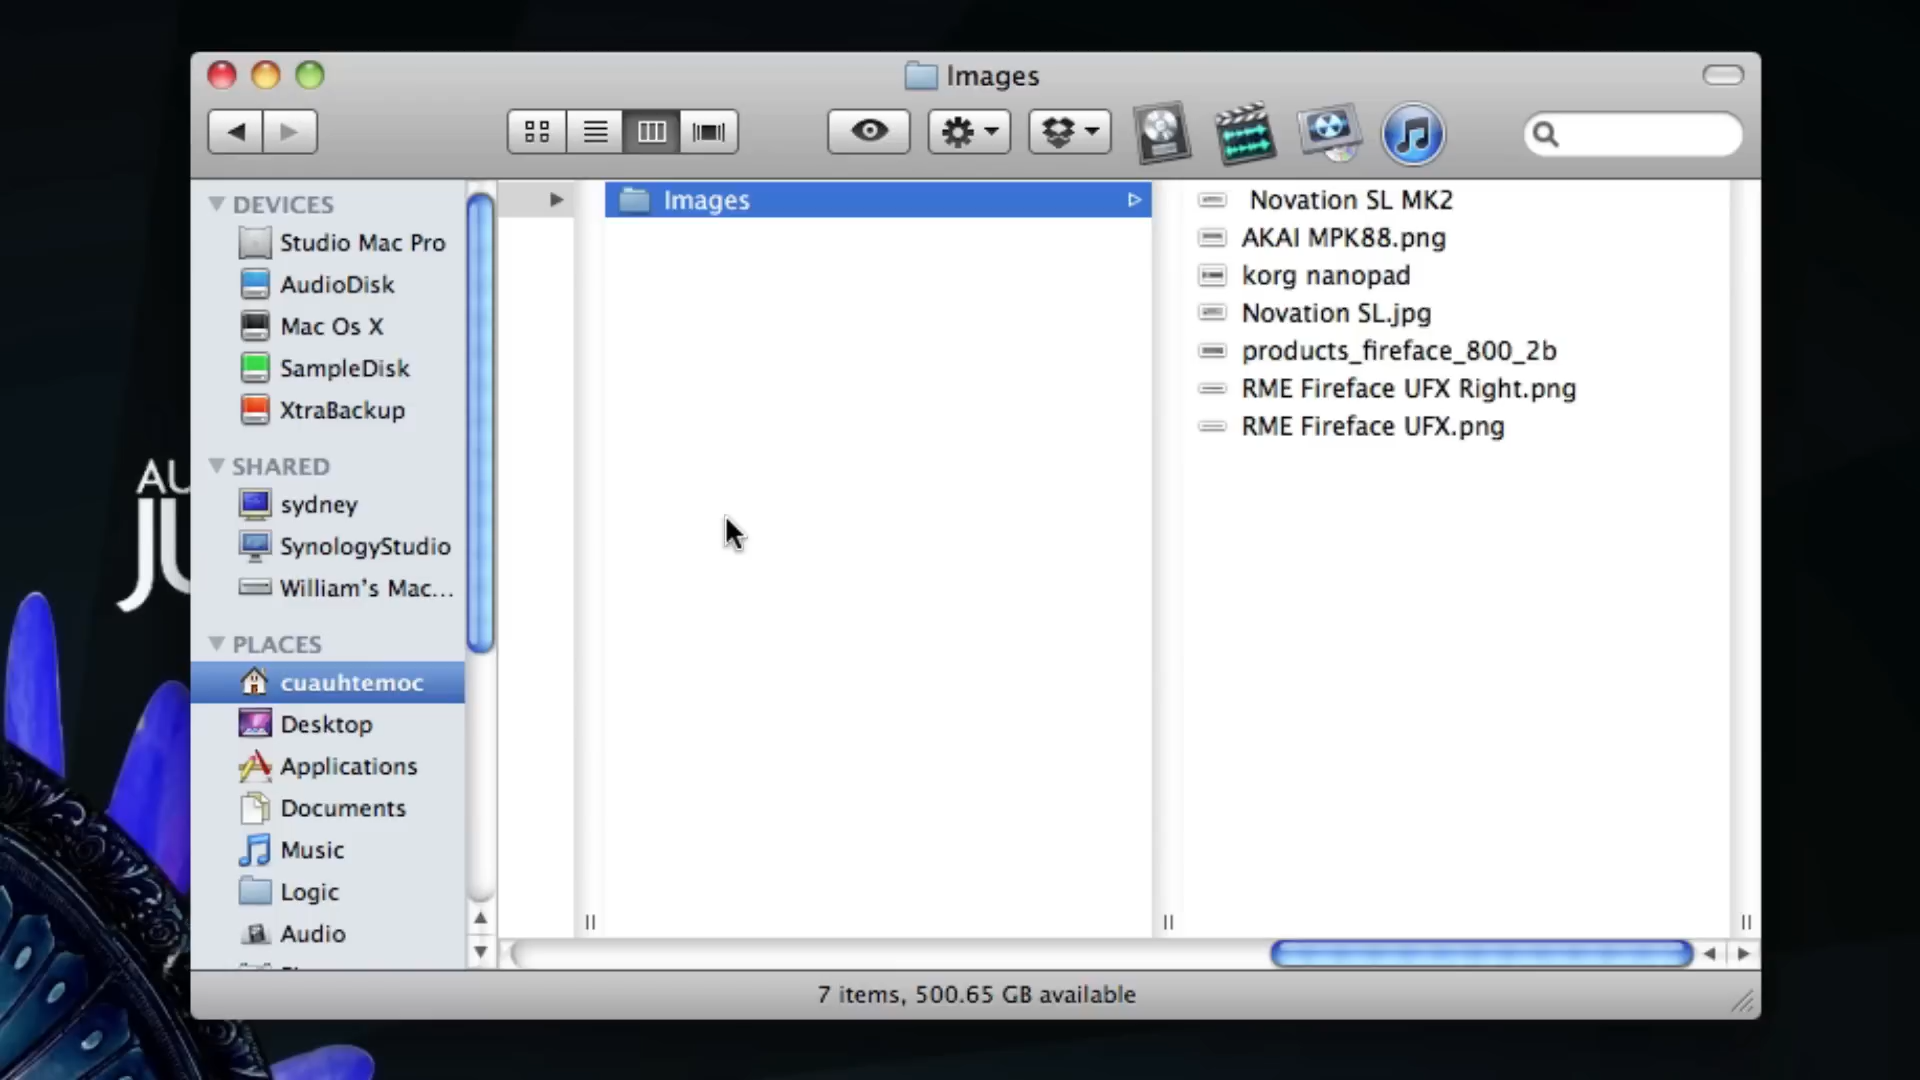 Images
DEVICES
Studio Mac Pro
AudioDisk
Mac Os X
SampleDisk
XtraBackup
SHARED
sydney
SynologyStudio
William's Mac...
PLACES
cuauhtemoc
Desktop
Applications
Documents
Music
Logic
Audio
Images
Novation SL MK2
AKAI MPK88.png
korg nanopad
Novation SL.jpg
products_fireface_800_2b
RME Fireface UFX Right.png
RME Fireface UFX.png
7 items, 500.65 GB available